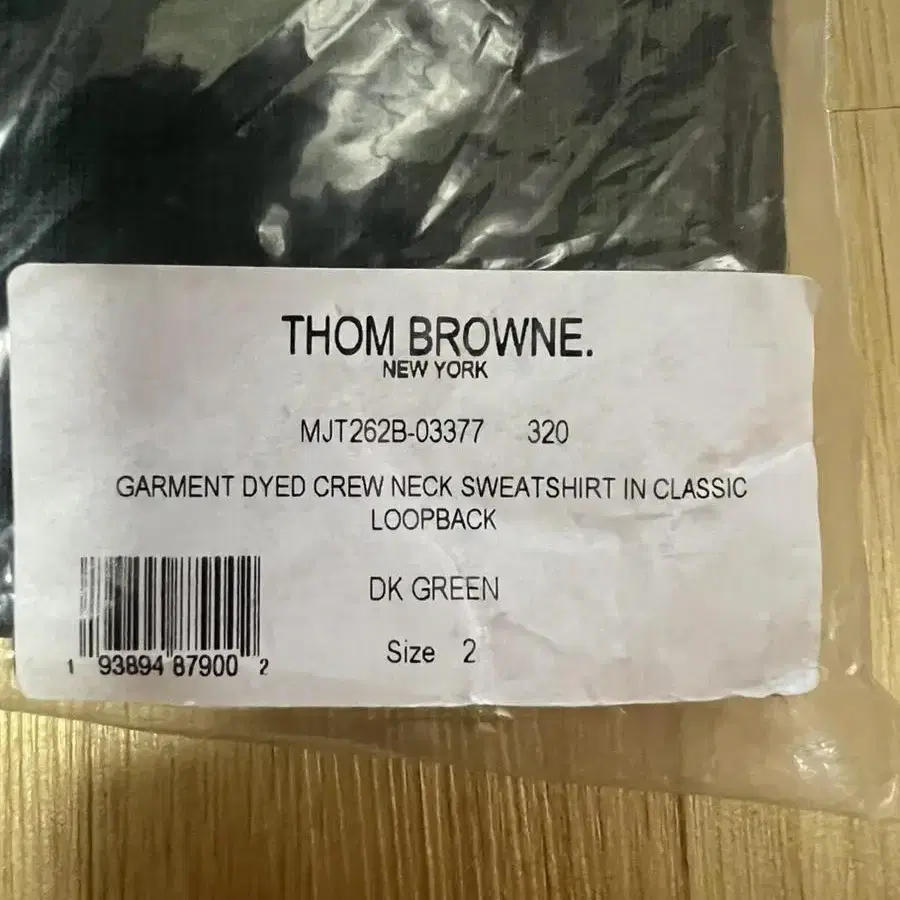 THOM BROWNE.
NEW YORK
MJT262B-03377 320
GARMENT DYED CREW NECK SWEATSHIRT IN CLASSIC
LOOPBACK
DK GREEN
Size 2
1 93894 87900 2